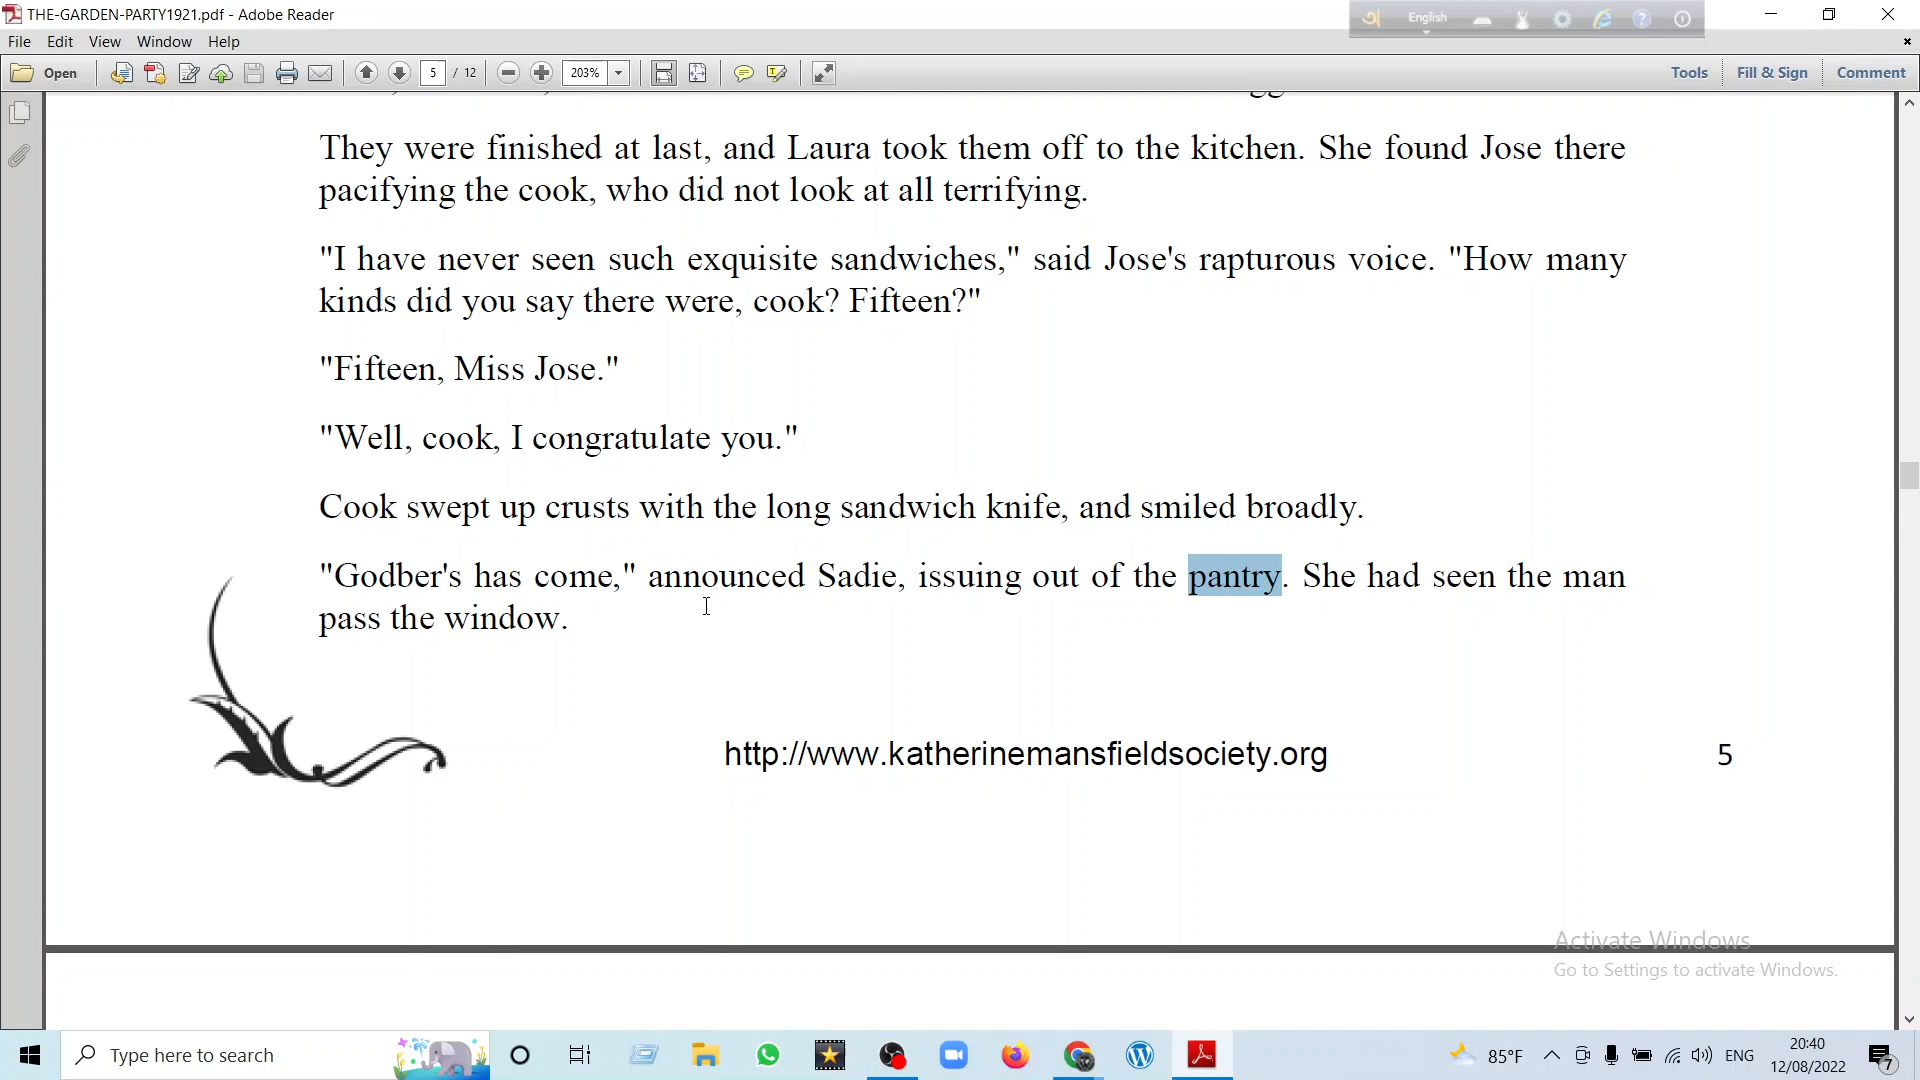 THE-GARDEN-PARTY1921.pdf - Adobe Reader
English
File Edit View Window Help
Open 5 / 12 203% Tools Fill & Sign Comment
They were finished at last, and Laura took them off to the kitchen. She found Jose there
pacifying the cook, who did not look at all terrifying.
"I have never seen such exquisite sandwiches," said Jose's rapturous voice. "How many
kinds did you say there were, cook? Fifteen?"
"Fifteen, Miss Jose."
"Well, cook, I congratulate you."
Cook swept up crusts with the long sandwich knife, and smiled broadly.
"Godber's has come," announced Sadie, issuing out of the pantry. She had seen the man
pass the window.
http://www.katherinemansfieldsociety.org 5
Activate Windows
Go to Settings to activate Windows.
Type here to search
85°F ENG
20:40
12/08/2022
7